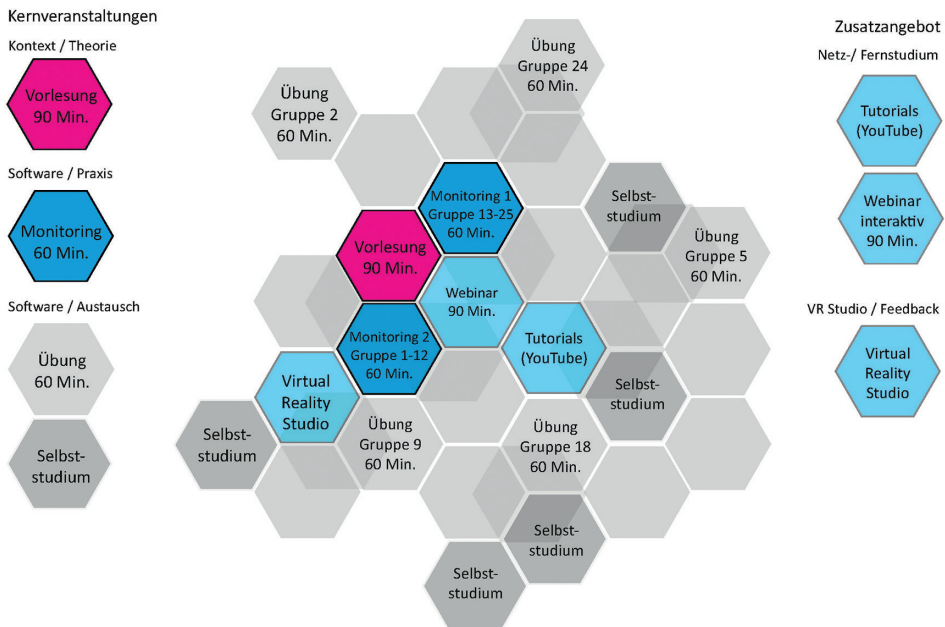 Kernveranstaltungen
Kontext / Theorie
Vorlesung
90 Min.
Software / Praxis
Monitoring
60 Min.
Software / Austausch
Übung
60 Min.
Selbst-
studium
Übung
Gruppe 2
60 Min.
Übung
Gruppe 24
60 Min.
Monitoring 1
Gruppe 13-25
60 Min.
Selbst-
studium
Vorlesung
90 Min.
Übung
Gruppe 5
60 Min.
Webinar
90 Min.
Monitoring 2
Gruppe 1-12
60 Min.
Tutorials
(YouTube)
Virtual
Reality
Studio
Selbst-
studium
Selbst-
studium
Übung
Gruppe 9
60 Min.
Übung
Gruppe 18
60 Min.
Selbst-
studium
Selbst-
studium
Zusatzangebot
Netz-/ Fernstudium
Tutorials
(YouTube)
Webinar
interaktiv
90 Min.
VR Studio / Feedback
Virtual
Reality
Studio